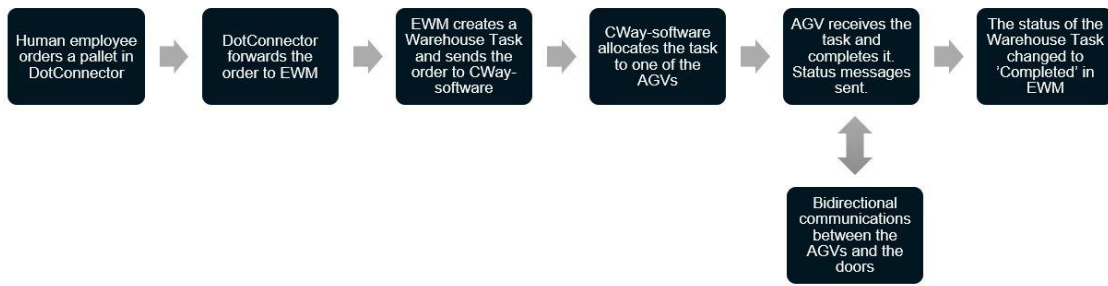 Human employee
orders a pallet in
DotConnector
DotConnector
forwards the
order to EWM
EWM creates a
Warehouse Task
and sends the
order to CWay-
software
CWay-software
allocates the task
to one of the
AGVs
AGV receives the
task and
completes it.
Status messages
sent.
The status of the
Warehouse Task
changed to
'Completed' in
EWM
Bidirectional
communications
between the
AGVs and the
doors